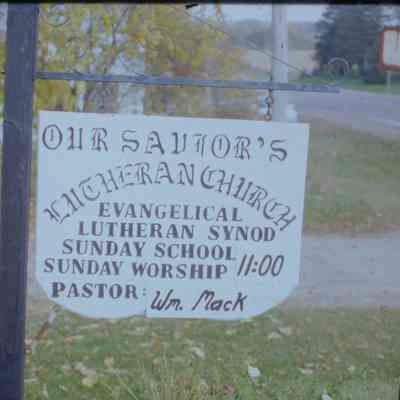 OUR SAVIOR'S
LUTHERAN CHURCH
EVANGELICAL
LUTHERAN SYNOD
SUNDAY SCHOOL
SUNDAY WORSHIP 11:00
PASTOR: Wm. Mack